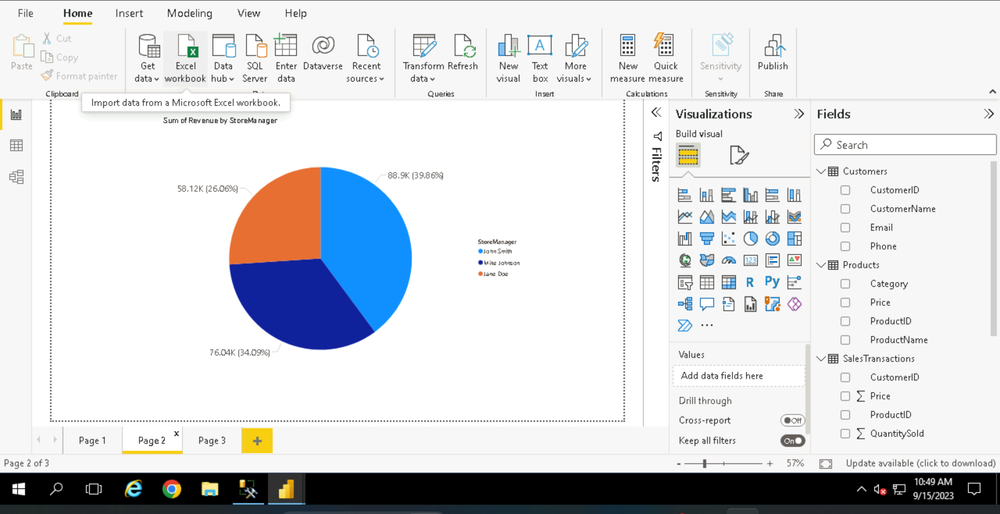 File Home Insert Modeling View Help
Paste
Cut
Copy
Format painter
Clipboard
Get data
Excel workbook
Data hub
SQL Server
Enter data
Dataverse
Recent sources
Transform data
Refresh
Queries
New visual
Text box
More visuals
Insert
New measure
Quick measure
Calculations
Sensitivity
Sensitivity
Publish
Share
Import data from a Microsoft Excel workbook.
Sum of Revenue by StoreManager
88.9K (39.86%)
58.12K (26.06%)
76.04K (34.09%)
StoreManager
John Smith
Mike Johnson
Jane Doe
Filters
Visualizations
Build visual
123
R
Py
Values
Add data fields here
Drill through
Cross-report
Off
Keep all filters
On
Fields
Search
Customers
CustomerID
CustomerName
Email
Phone
Products
Category
Price
ProductID
ProductName
SalesTransactions
CustomerID
∑ Price
ProductID
∑ QuantitySold
Page 1
Page 2 x
Page 3
+
Page 2 of 3
- + 57%
Update available (click to download)
10:49 AM
9/15/2023